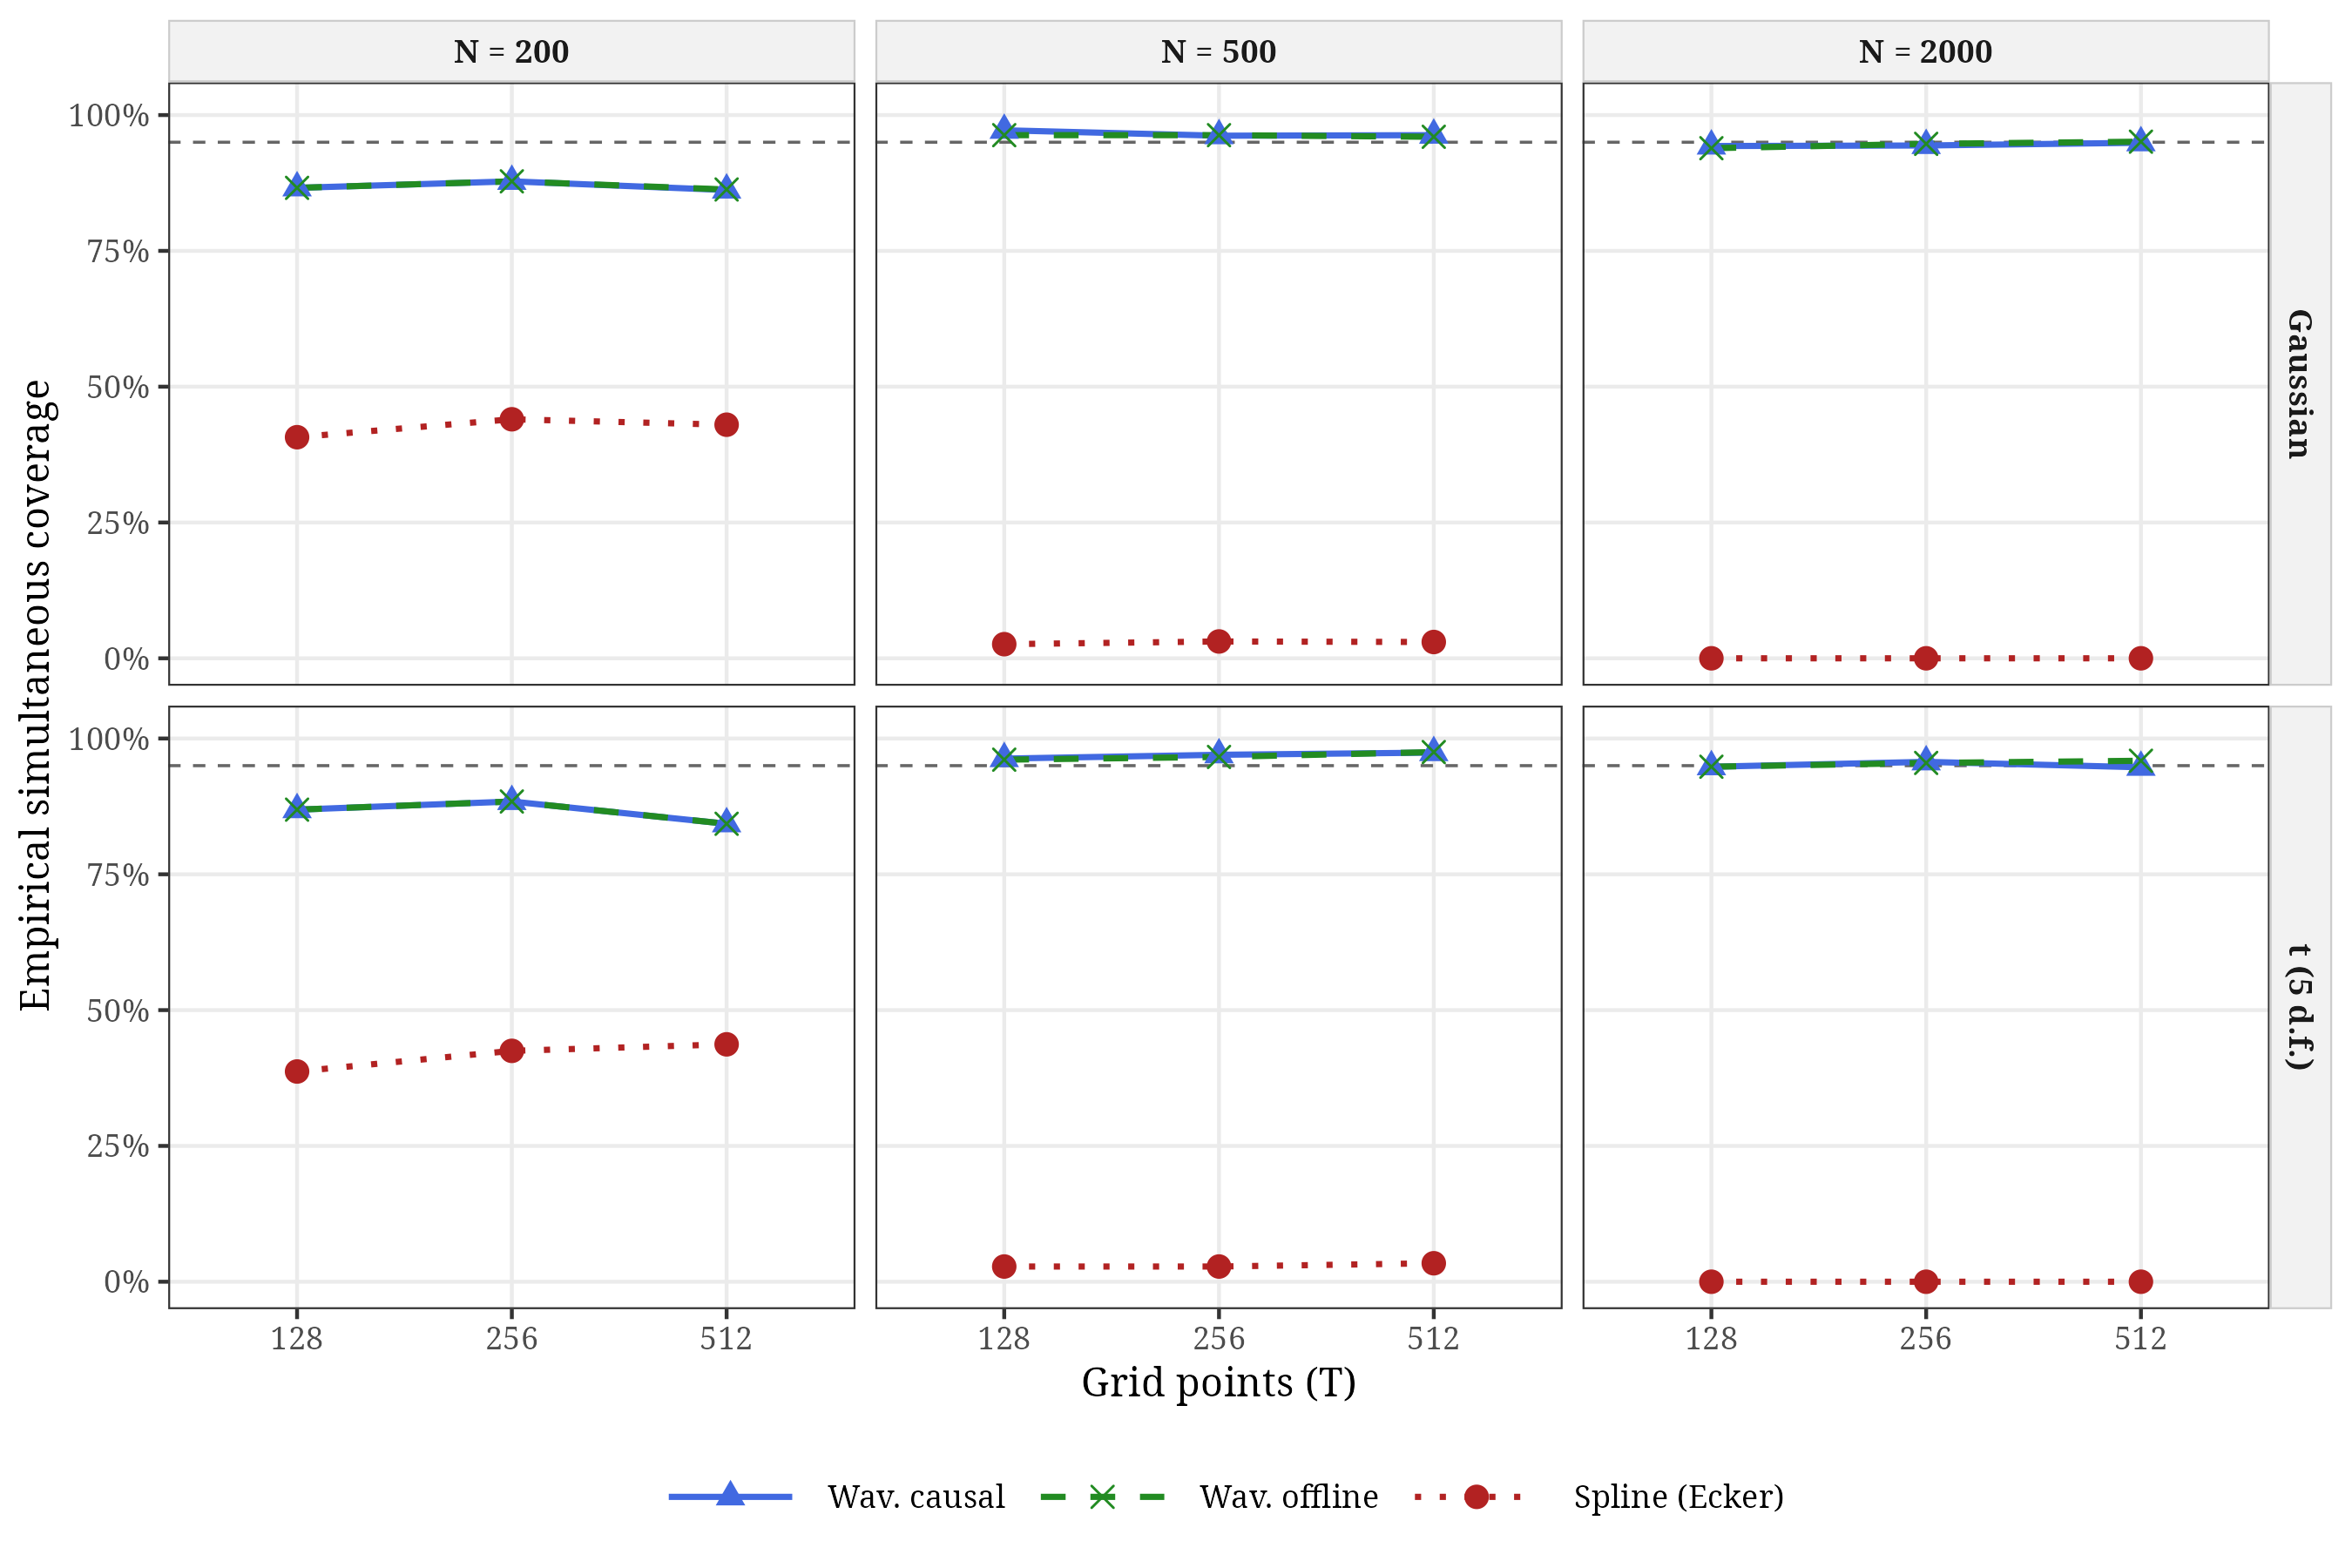 N = 200
N = 500
N = 2000
Empirical simultaneous coverage
100%
75%
50%
25%
0%
Gaussian
100%
75%
50%
25%
0%
t (5 d.f.)
128
256
512
128
256
512
128
256
512
Grid points (T)
Wav. causal
Wav. offline
Spline (Ecker)